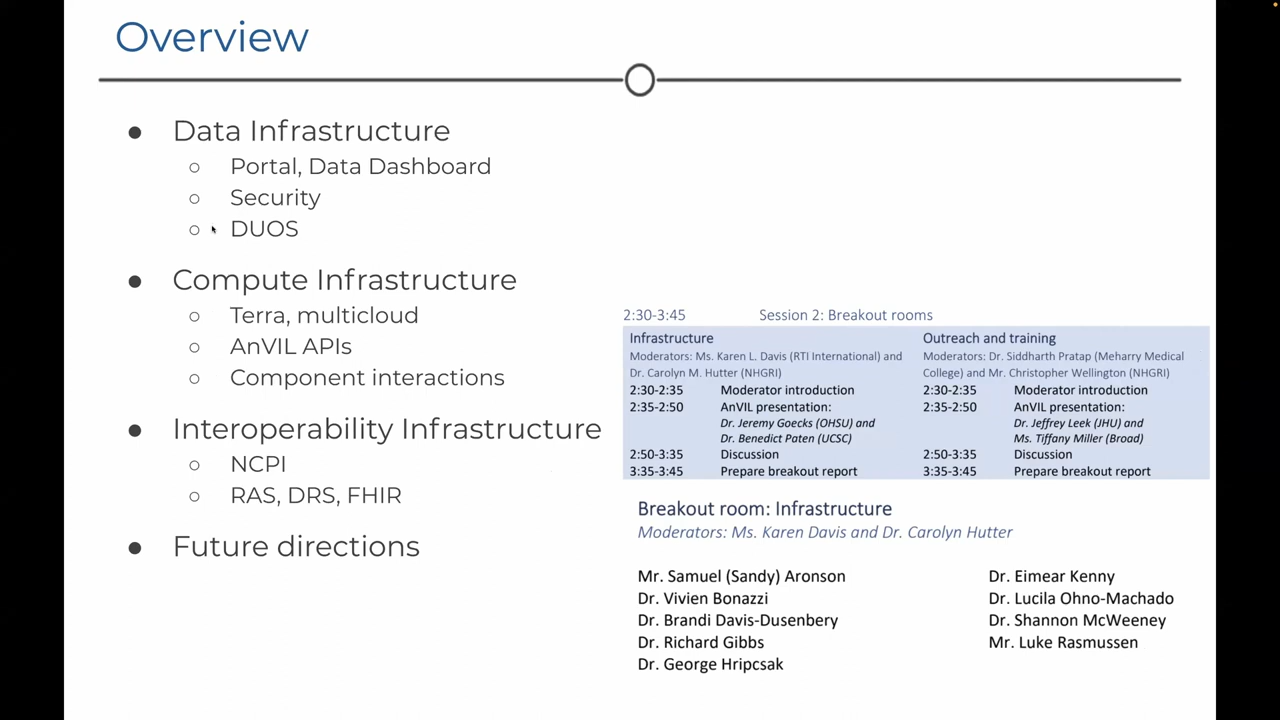 Overview
● Data Infrastructure
○ Portal, Data Dashboard
○ Security
○ DUOS
● Compute Infrastructure
○ Terra, multicloud
○ AnVIL APIs
○ Component interactions
● Interoperability Infrastructure
○ NCPI
○ RAS, DRS, FHIR
● Future directions
2:30-3:45 Session 2: Breakout rooms
Infrastructure
Moderators: Ms. Karen L. Davis (RTI International) and
Dr. Carolyn M. Hutter (NHGRI)
2:30-2:35 Moderator introduction
2:35-2:50 AnVIL presentation:
Dr. Jeremy Goecks (OHSU) and
Dr. Benedict Paten (UCSC)
2:50-3:35 Discussion
3:35-3:45 Prepare breakout report
Outreach and training
Moderators: Dr. Siddharth Pratap (Meharry Medical
College) and Mr. Christopher Wellington (NHGRI)
2:30-2:35 Moderator introduction
2:35-2:50 AnVIL presentation:
Dr. Jeffrey Leek (JHU) and
Ms. Tiffany Miller (Broad)
2:50-3:35 Discussion
3:35-3:45 Prepare breakout report
Breakout room: Infrastructure
Moderators: Ms. Karen Davis and Dr. Carolyn Hutter
Mr. Samuel (Sandy) Aronson
Dr. Vivien Bonazzi
Dr. Brandi Davis-Dusenbery
Dr. Richard Gibbs
Dr. George Hripcsak
Dr. Eimear Kenny
Dr. Lucila Ohno-Machado
Dr. Shannon McWeeney
Mr. Luke Rasmussen